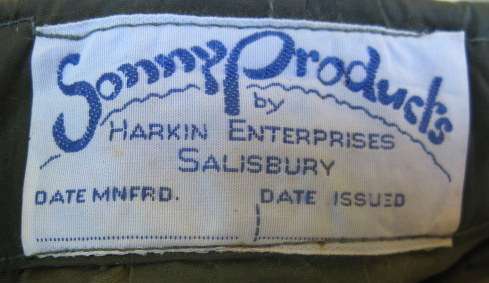 Sonny Products
by
HARKIN ENTERPRISES
SALISBURY
DATE MNFRD. DATE ISSUED